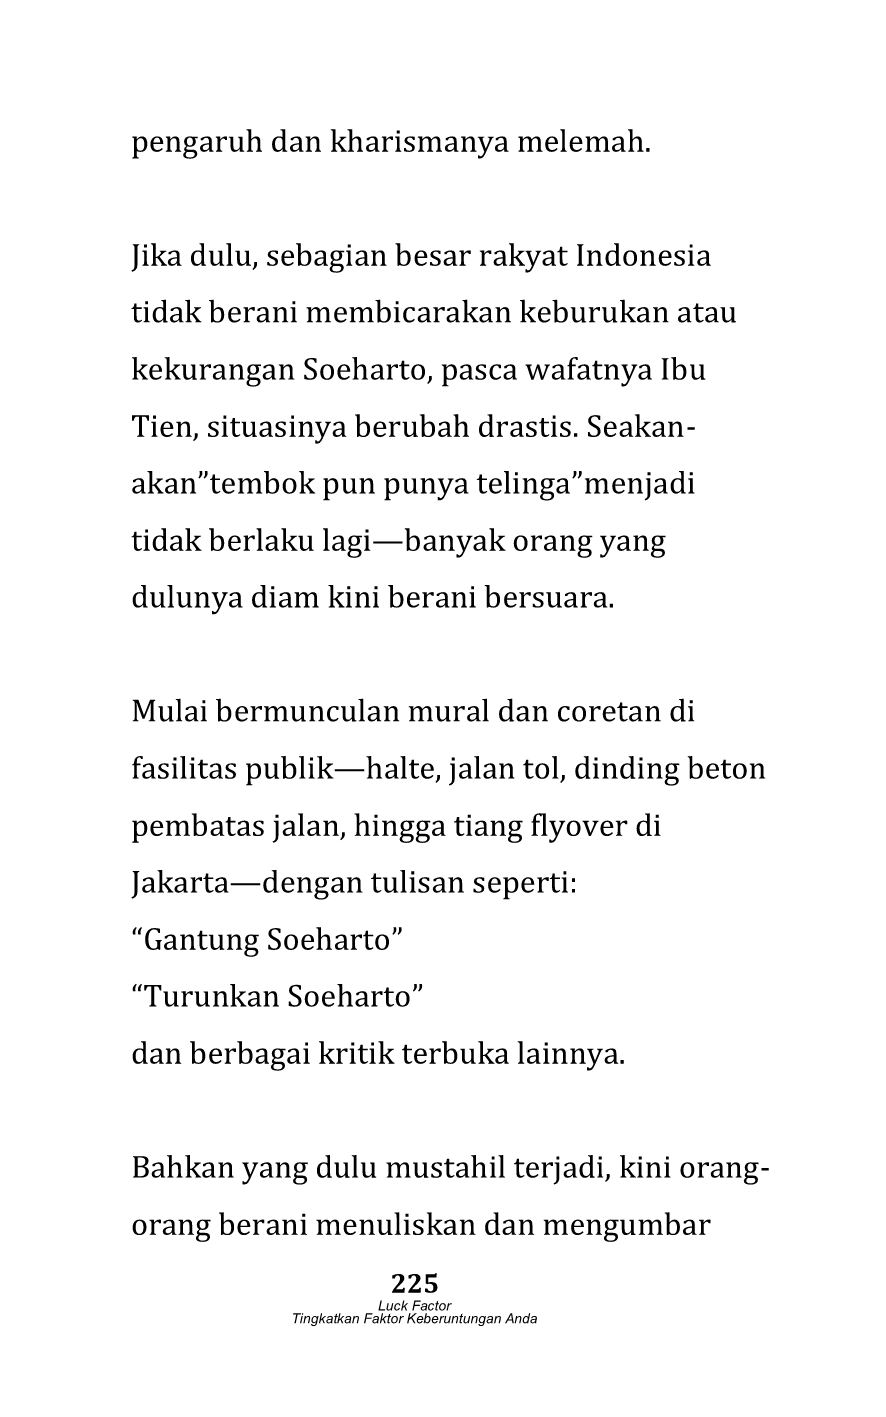 pengaruh dan kharismanya melemah.
Jika dulu, sebagian besar rakyat Indonesia
tidak berani membicarakan keburukan atau
kekurangan Soeharto, pasca wafatnya Ibu
Tien, situasinya berubah drastis. Seakan-
akan”tembok pun punya telinga”menjadi
tidak berlaku lagi—banyak orang yang
dulunya diam kini berani bersuara.
Mulai bermunculan mural dan coretan di
fasilitas publik—halte, jalan tol, dinding beton
pembatas jalan, hingga tiang flyover di
Jakarta—dengan tulisan seperti:
“Gantung Soeharto”
“Turunkan Soeharto”
dan berbagai kritik terbuka lainnya.
Bahkan yang dulu mustahil terjadi, kini orang-
orang berani menuliskan dan mengumbar
225
Luck Factor
Tingkatkan Faktor Keberuntungan Anda